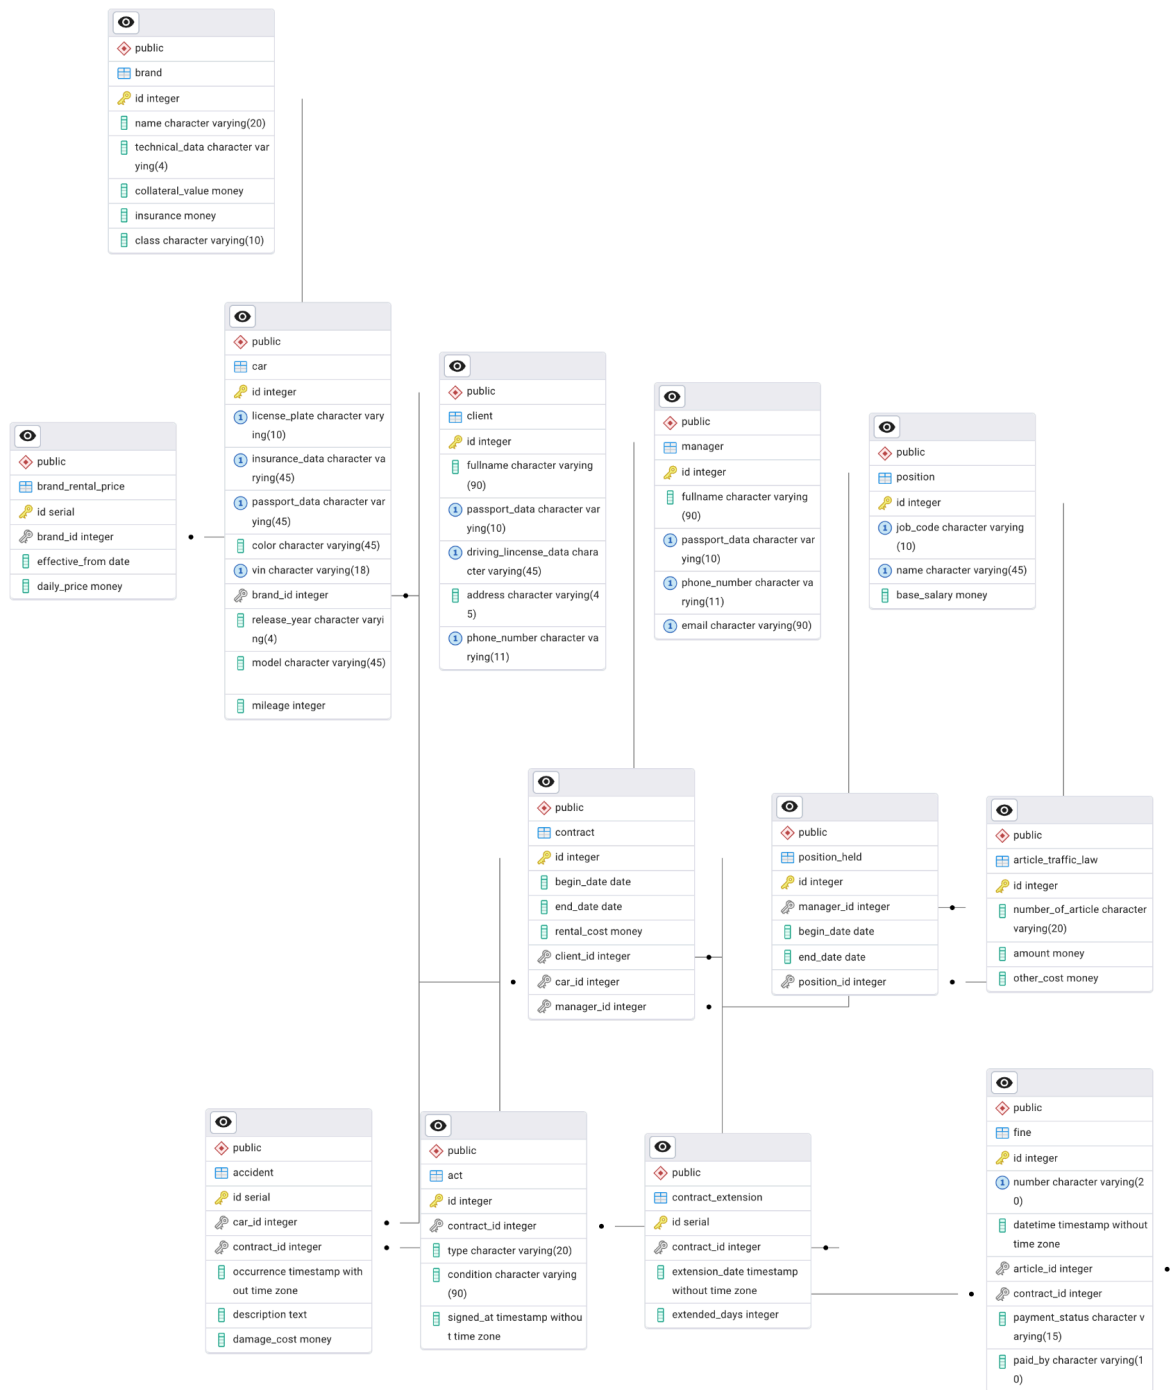 public
brand
id integer
name character varying(20)
technical_data character var
ying(4)
collateral_value money
insurance money
class character varying(10)
public
brand_rental_price
id serial
brand_id integer
effective_from date
daily_price money
public
car
id integer
license_plate character vary
ing(10)
insurance_data character va
rying(45)
passport_data character var
ying(45)
color character varying(45)
vin character varying(18)
brand_id integer
release_year character varyi
ng(4)
model character varying(45)
mileage integer
public
client
id integer
fullname character varying
(90)
passport_data character var
ying(10)
driving_lincense_data chara
cter varying(45)
address character varying(4
5)
phone_number character va
rying(11)
public
manager
id integer
fullname character varying
(90)
passport_data character var
ying(10)
phone_number character va
rying(11)
email character varying(90)
public
position
id integer
job_code character varying
(10)
name character varying(45)
base_salary money
public
contract
id integer
begin_date date
end_date date
rental_cost money
client_id integer
car_id integer
manager_id integer
public
position_held
id integer
manager_id integer
begin_date date
end_date date
position_id integer
public
article_traffic_law
id integer
number_of_article character
varying(20)
amount money
other_cost money
public
accident
id serial
car_id integer
contract_id integer
occurrence timestamp with
out time zone
description text
damage_cost money
public
act
id integer
contract_id integer
type character varying(20)
condition character varying
(90)
signed_at timestamp withou
t time zone
public
contract_extension
id serial
contract_id integer
extension_date timestamp
without time zone
extended_days integer
public
fine
id integer
number character varying(2
0)
datetime timestamp without
time zone
article_id integer
contract_id integer
payment_status character v
arying(15)
paid_by character varying(1
0)